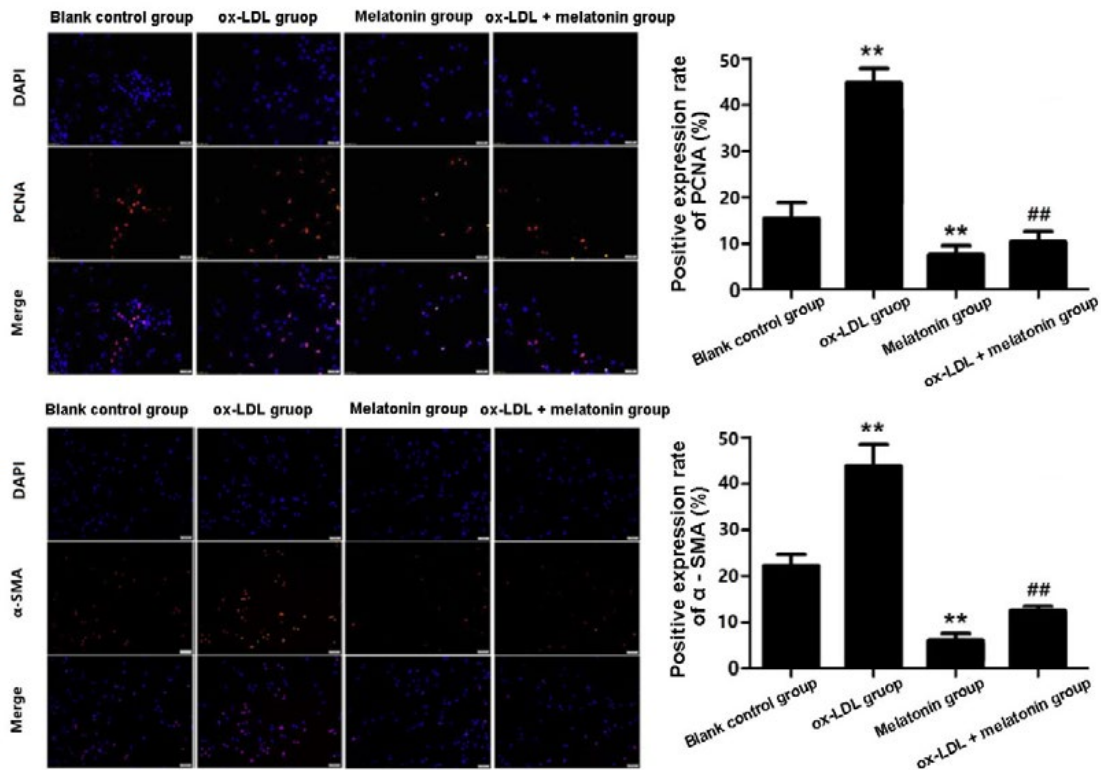 Blank control group ox-LDL gruop Melatonin group ox-LDL + melatonin group
DAPI
PCNA
Merge
Positive expression rate
of PCNA (%)
50
40
30
20
10
0
**
**
##
Blank control group
ox-LDL gruop
Melatonin group
ox-LDL + melatonin group
Blank control group ox-LDL gruop Melatonin group ox-LDL + melatonin group
DAPI
α-SMA
Merge
Positive expression rate
of α - SMA (%)
50
40
30
20
10
0
**
**
##
Blank control group
ox-LDL gruop
Melatonin group
ox-LDL + melatonin group